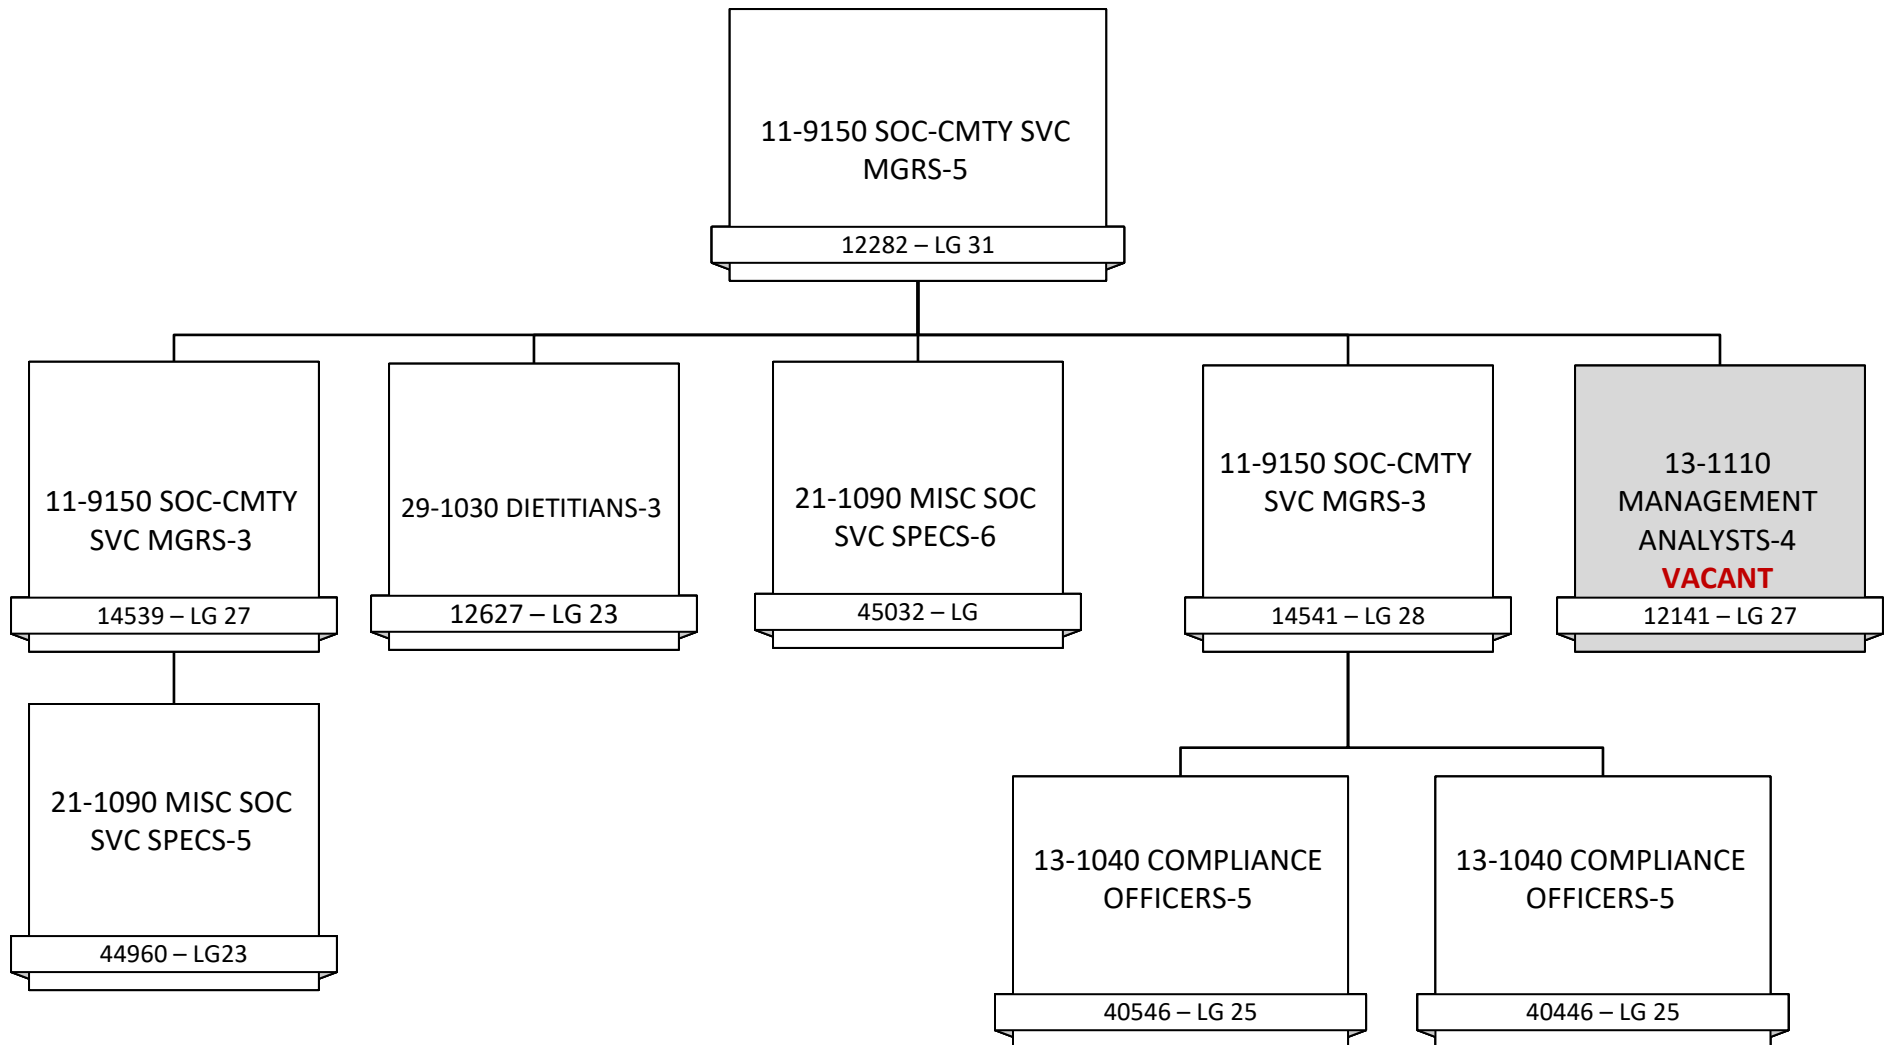 11-9150 SOC-CMTY SVC
MGRS-5
12282 – LG 31
11-9150 SOC-CMTY
SVC MGRS-3
14539 – LG 27
29-1030 DIETITIANS-3
12627 – LG 23
21-1090 MISC SOC
SVC SPECS-6
45032 – LG
11-9150 SOC-CMTY
SVC MGRS-3
14541 – LG 28
13-1110
MANAGEMENT
ANALYSTS-4
VACANT
12141 – LG 27
21-1090 MISC SOC
SVC SPECS-5
44960 – LG23
13-1040 COMPLIANCE
OFFICERS-5
40546 – LG 25
13-1040 COMPLIANCE
OFFICERS-5
40446 – LG 25